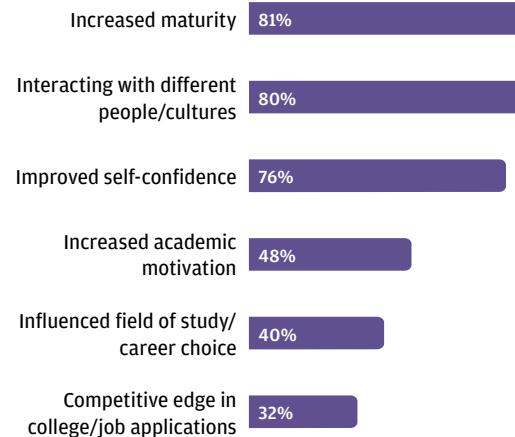 Increased maturity 81%
Interacting with different
people/cultures 80%
Improved self-confidence 76%
Increased academic
motivation 48%
Influenced field of study/
career choice 40%
Competitive edge in
college/job applications 32%